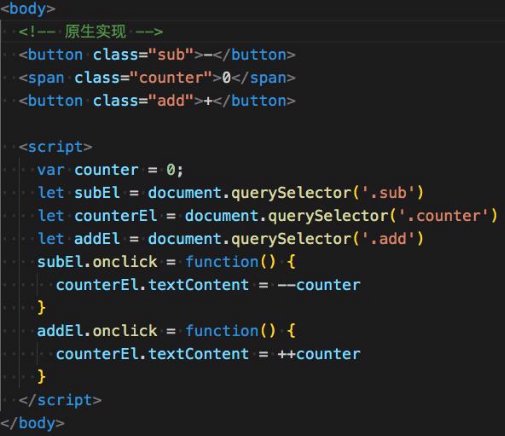 <body>
<!-- 原生实现 -->
<button class="sub">-</button>
<span class="counter">0</span>
<button class="add">+</button>
<script>
var counter = 0;
let subEl = document.querySelector('.sub')
let counterEl = document.querySelector('.counter')
let addEl = document.querySelector('.add')
subEl.onclick = function() {
counterEl.textContent = --counter
}
addEl.onclick = function() {
counterEl.textContent = ++counter
}
</script>
</body>